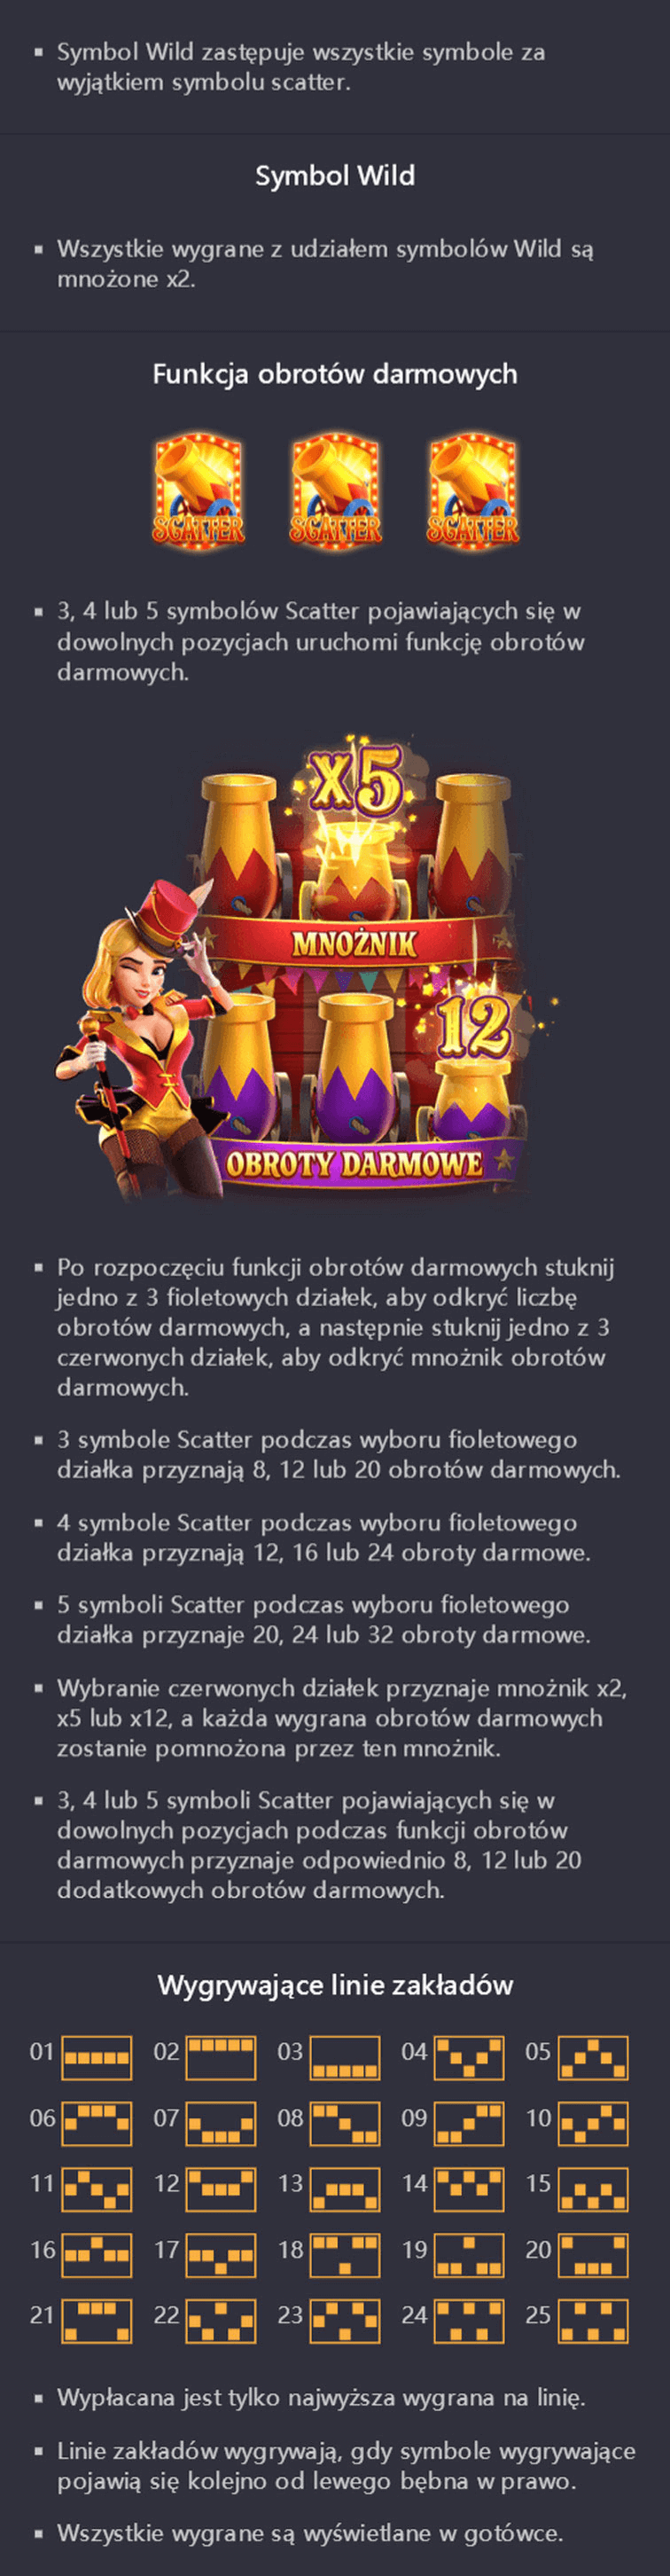 ▪ Symbol Wild zastępuje wszystkie symbole za
wyjątkiem symbolu scatter.
Symbol Wild
▪ Wszystkie wygrane z udziałem symbolów Wild są
mnożone x2.
Funkcja obrotów darmowych
SCATTER SCATTER SCATTER
▪ 3, 4 lub 5 symbolów Scatter pojawiających się w
dowolnych pozycjach uruchomi funkcję obrotów
darmowych.
x5
MNOŻNIK
12
OBROTY DARMOWE
▪ Po rozpoczęciu funkcji obrotów darmowych stuknij
jedno z 3 fioletowych działek, aby odkryć liczbę
obrotów darmowych, a następnie stuknij jedno z 3
czerwonych działek, aby odkryć mnożnik obrotów
darmowych.
▪ 3 symbole Scatter podczas wyboru fioletowego
działka przyznają 8, 12 lub 20 obrotów darmowych.
▪ 4 symbole Scatter podczas wyboru fioletowego
działka przyznają 12, 16 lub 24 obroty darmowe.
▪ 5 symboli Scatter podczas wyboru fioletowego
działka przyznaje 20, 24 lub 32 obroty darmowe.
▪ Wybranie czerwonych działek przyznaje mnożnik x2,
x5 lub x12, a każda wygrana obrotów darmowych
zostanie pomnożona przez ten mnożnik.
▪ 3, 4 lub 5 symboli Scatter pojawiających się w
dowolnych pozycjach podczas funkcji obrotów
darmowych przyznaje odpowiednio 8, 12 lub 20
dodatkowych obrotów darmowych.
Wygrywające linie zakładów
01 02 03 04 05
06 07 08 09 10
11 12 13 14 15
16 17 18 19 20
21 22 23 24 25
▪ Wypłacana jest tylko najwyższa wygrana na linię.
▪ Linie zakładów wygrywają, gdy symbole wygrywające
pojawią się kolejno od lewego bębna w prawo.
▪ Wszystkie wygrane są wyświetlane w gotówce.